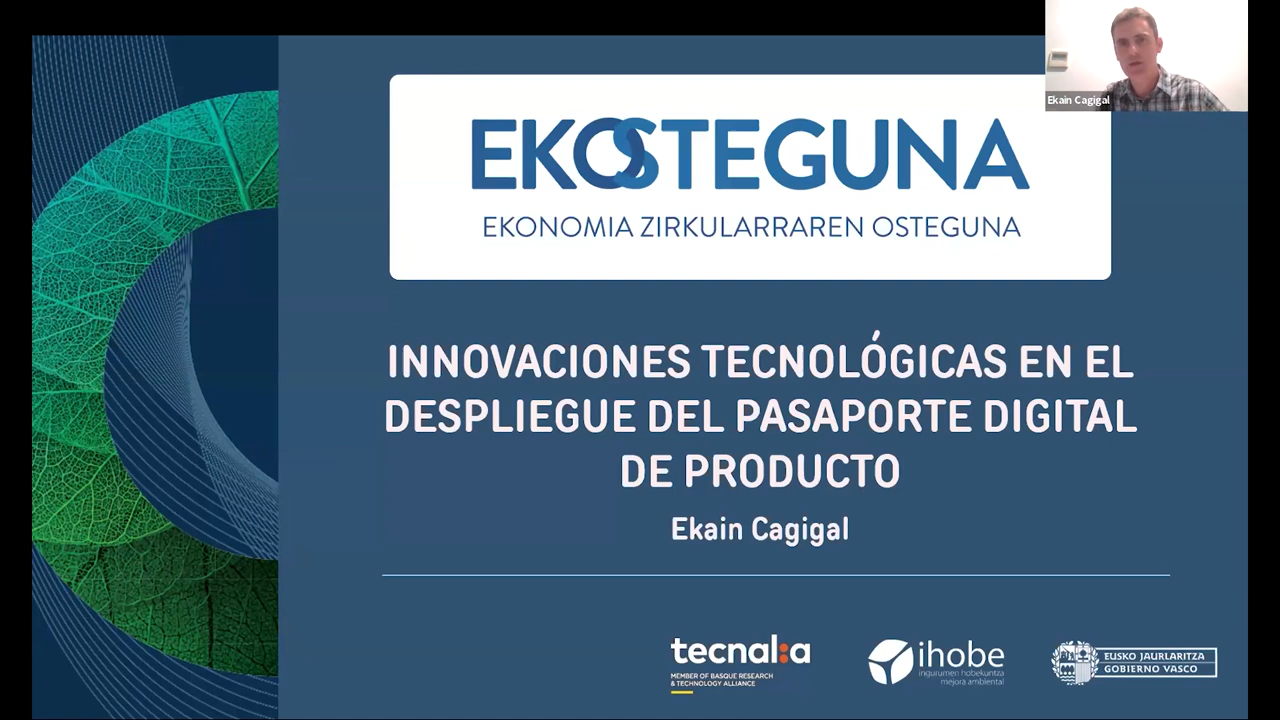 Ekain Cagigal
EKOSTEGUNA
EKONOMIA ZIRKULARRAREN OSTEGUNA
INNOVACIONES TECNOLÓGICAS EN EL
DESPLIEGUE DEL PASAPORTE DIGITAL
DE PRODUCTO
Ekain Cagigal
tecnal:a
MEMBER OF BASQUE RESEARCH
& TECHNOLOGY ALLIANCE
ihobe
ingurumen hobekuntza
mejora ambiental
EUSKO JAURLARITZA
GOBIERNO VASCO